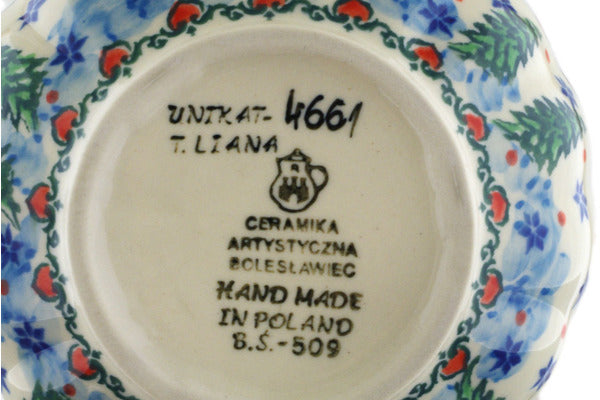 UNIKAT- 4661
T. LIANA
CERAMIKA
ARTYSTYCZNA
BOLESŁAWIEC
HAND MADE
IN POLAND
B.Ś.-509